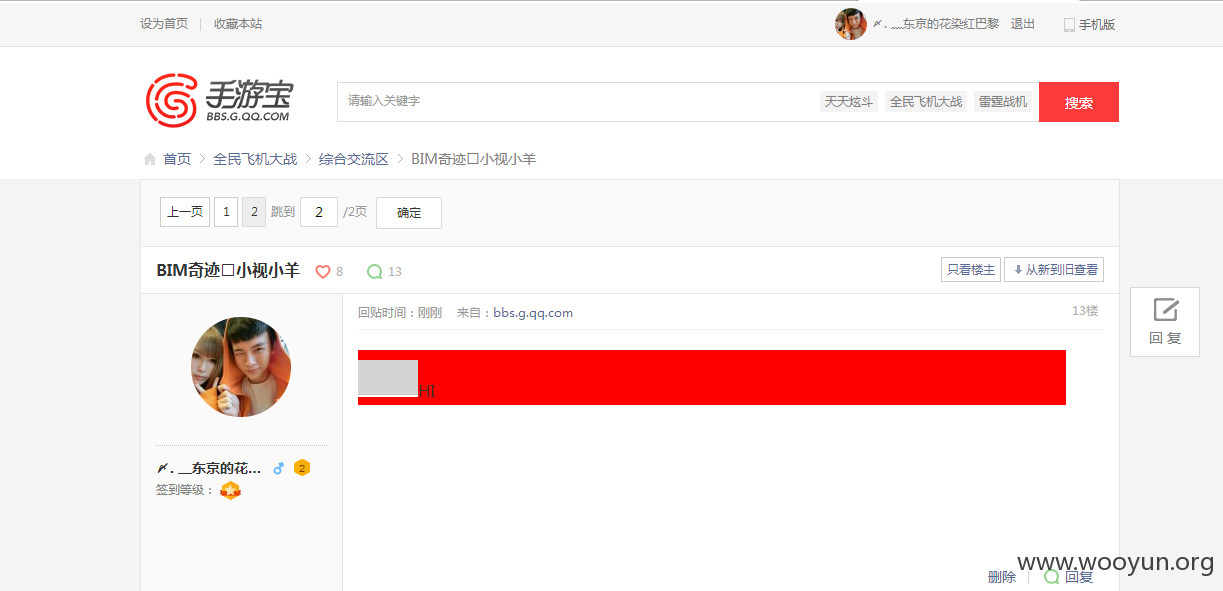 设为首页 | 收藏本站
〆. __东京的花染红巴黎 退出 手机版
手游宝
BBS.G.QQ.COM
请输入关键字 天天炫斗 全民飞机大战 雷霆战机 搜索
首页 > 全民飞机大战 > 综合交流区 > BIM奇迹□小视小羊
上一页 1 2 跳到 2 /2页 确定
BIM奇迹□小视小羊 8 13 只看楼主 从新到旧查看
回贴时间：刚刚 来自：bbs.g.qq.com 13楼
回 复
HI
〆. __东京的花... ♂ 2
签到等级：
www.wooyun.org
删除 | 回复